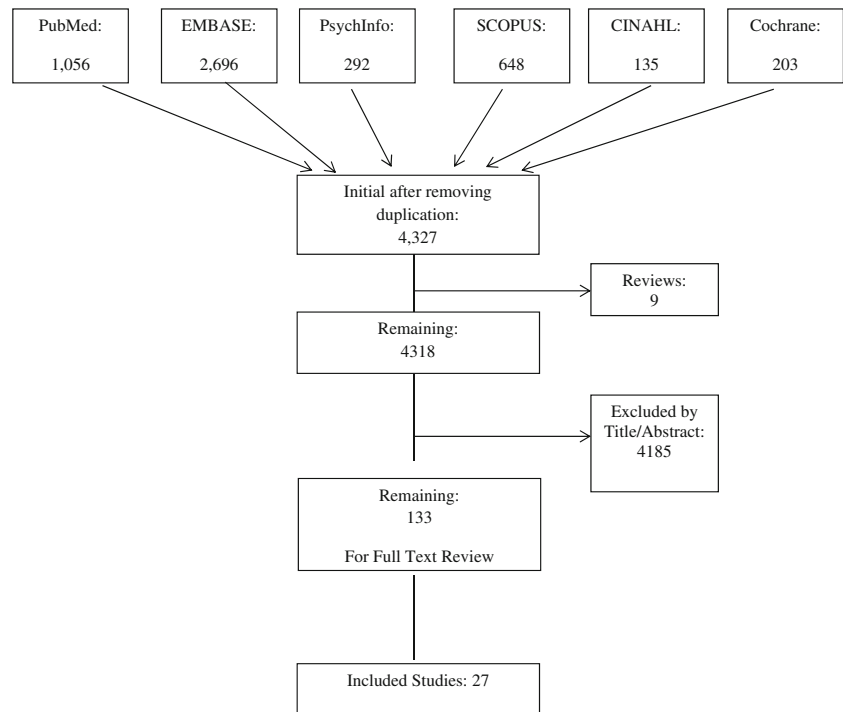 PubMed:
1,056
EMBASE:
2,696
PsychInfo:
292
SCOPUS:
648
CINAHL:
135
Cochrane:
203
Initial after removing
duplication:
4,327
Reviews:
9
Remaining:
4318
Excluded by
Title/Abstract:
4185
Remaining:
133
For Full Text Review
Included Studies: 27